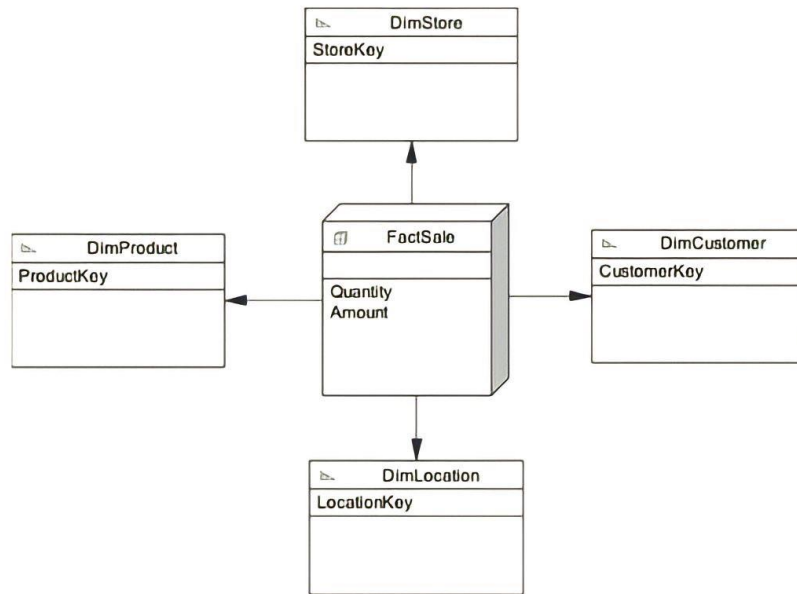 DimStore
StoreKey
FactSale
Quantity
Amount
DimProduct
ProductKey
DimCustomer
CustomerKey
DimLocation
LocationKey